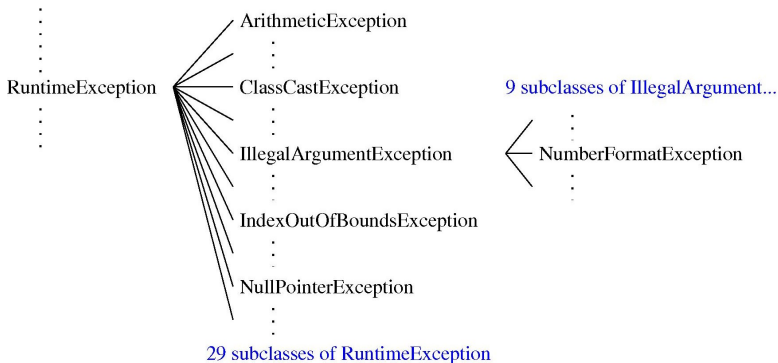 ArithmeticException
RuntimeException
ClassCastException
9 subclasses of IllegalArgument...
IllegalArgumentException
NumberFormatException
IndexOutOfBoundsException
NullPointerException
29 subclasses of RuntimeException